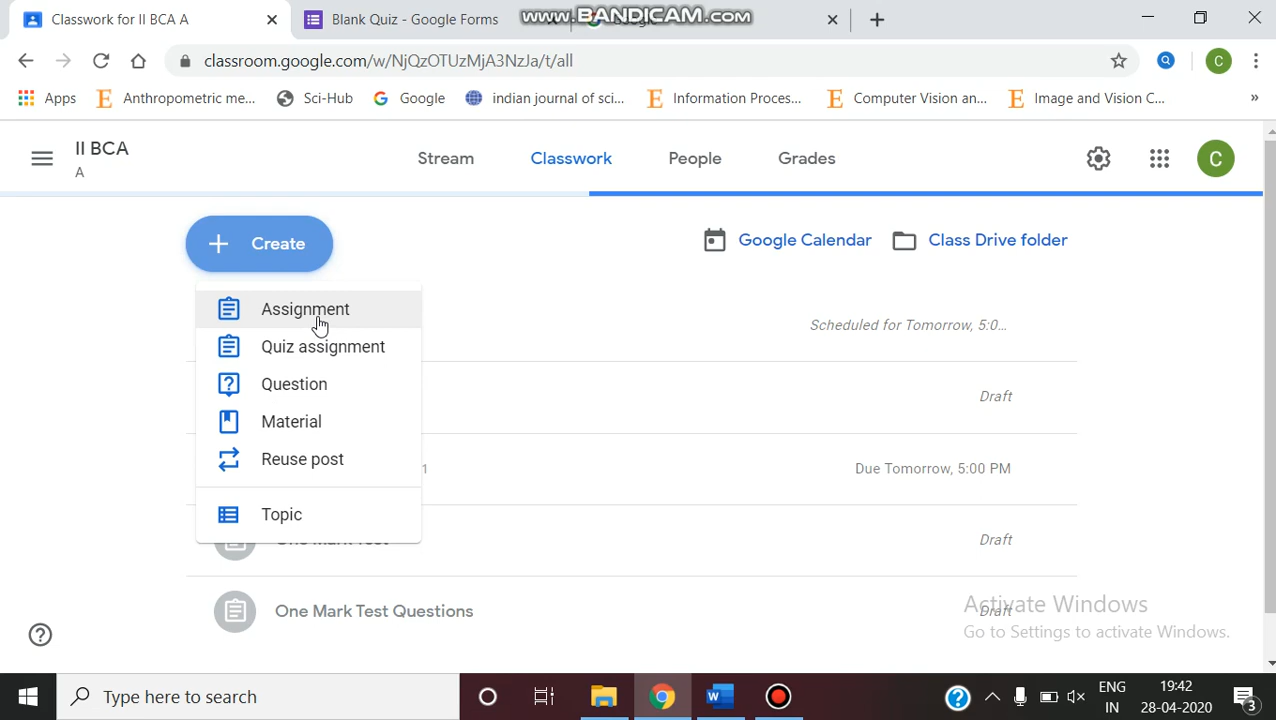 Classwork for II BCA A
Blank Quiz - Google Forms
www.BANDICAM.com
classroom.google.com/w/NjQzOTUzMjA3NzJa/t/all
C
Apps
Anthropometric me...
Sci-Hub
Google
indian journal of sci...
Information Proces...
Computer Vision an...
Image and Vision C...
»
II BCA
A
Stream
Classwork
People
Grades
C
Create
Google Calendar
Class Drive folder
Assignment
Scheduled for Tomorrow, 5:0...
Quiz assignment
Question
Draft
Material
Reuse post
1
Due Tomorrow, 5:00 PM
Topic
One Mark Test
Draft
One Mark Test Questions
Draft
Activate Windows
Go to Settings to activate Windows.
Type here to search
ENG
IN
19:42
28-04-2020
3